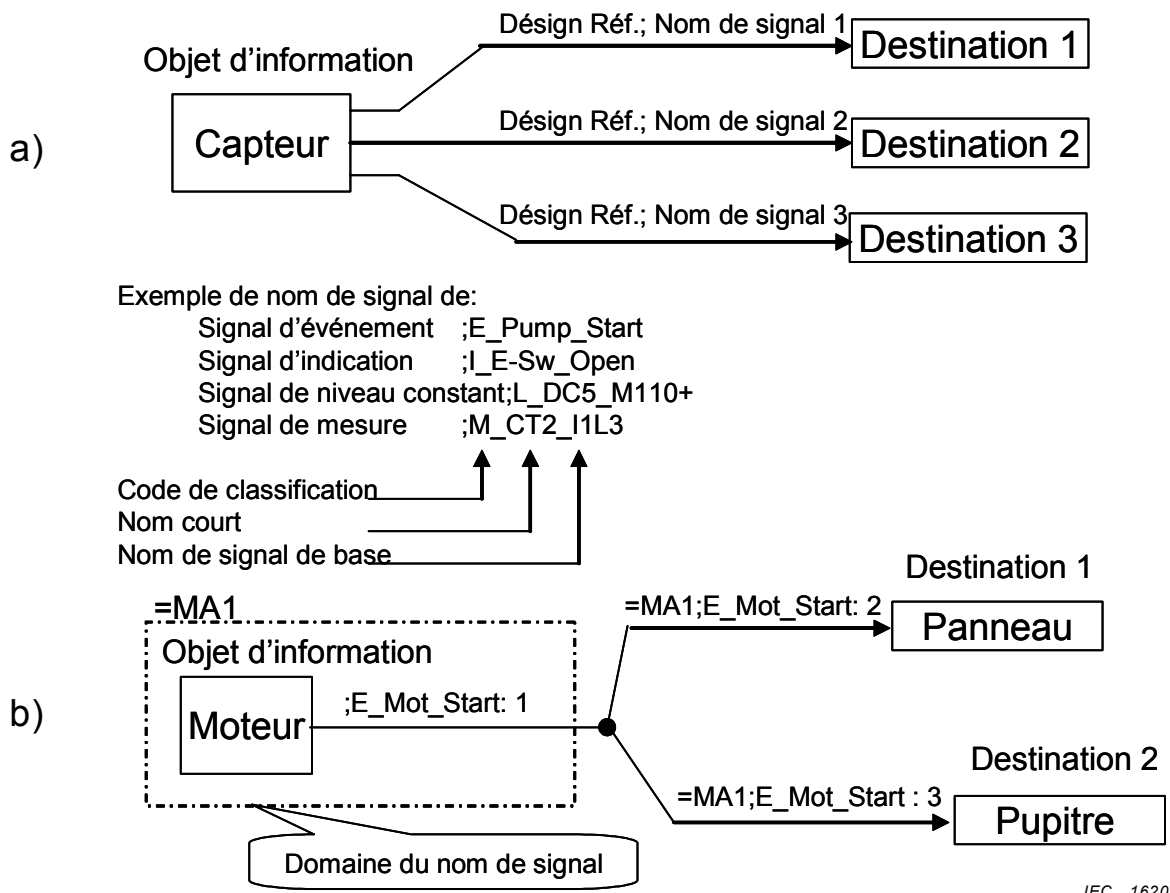 Désign Réf.; Nom de signal 1
Destination 1
Objet d'information
a)
Capteur
Désign Réf.; Nom de signal 2
Destination 2
Désign Réf.; Nom de signal 3
Destination 3
Exemple de nom de signal de:
Signal d'événement ;E_Pump_Start
Signal d'indication ;I_E-Sw_Open
Signal de niveau constant;L_DC5_M110+
Signal de mesure ;M_CT2_I1L3
Code de classification
Nom court
Nom de signal de base
Destination 1
=MA1
=MA1;E_Mot_Start: 2
Panneau
Objet d'information
b)
Moteur
;E_Mot_Start: 1
Destination 2
=MA1;E_Mot_Start : 3
Pupitre
Domaine du nom de signal
IEC 1620